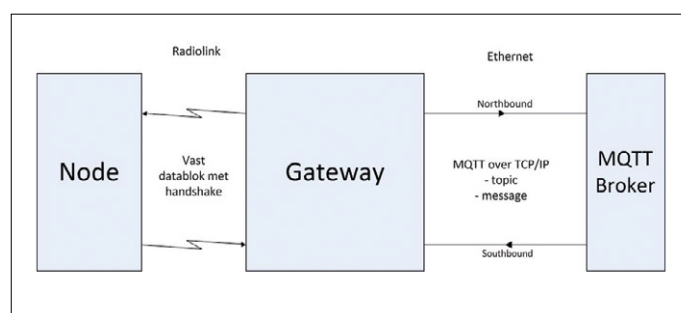 Radiolink
Ethernet
Node
Vast
datablok met
handshake
Gateway
Northbound
MQTT over TCP/IP
- topic
- message
Southbound
MQTT
Broker